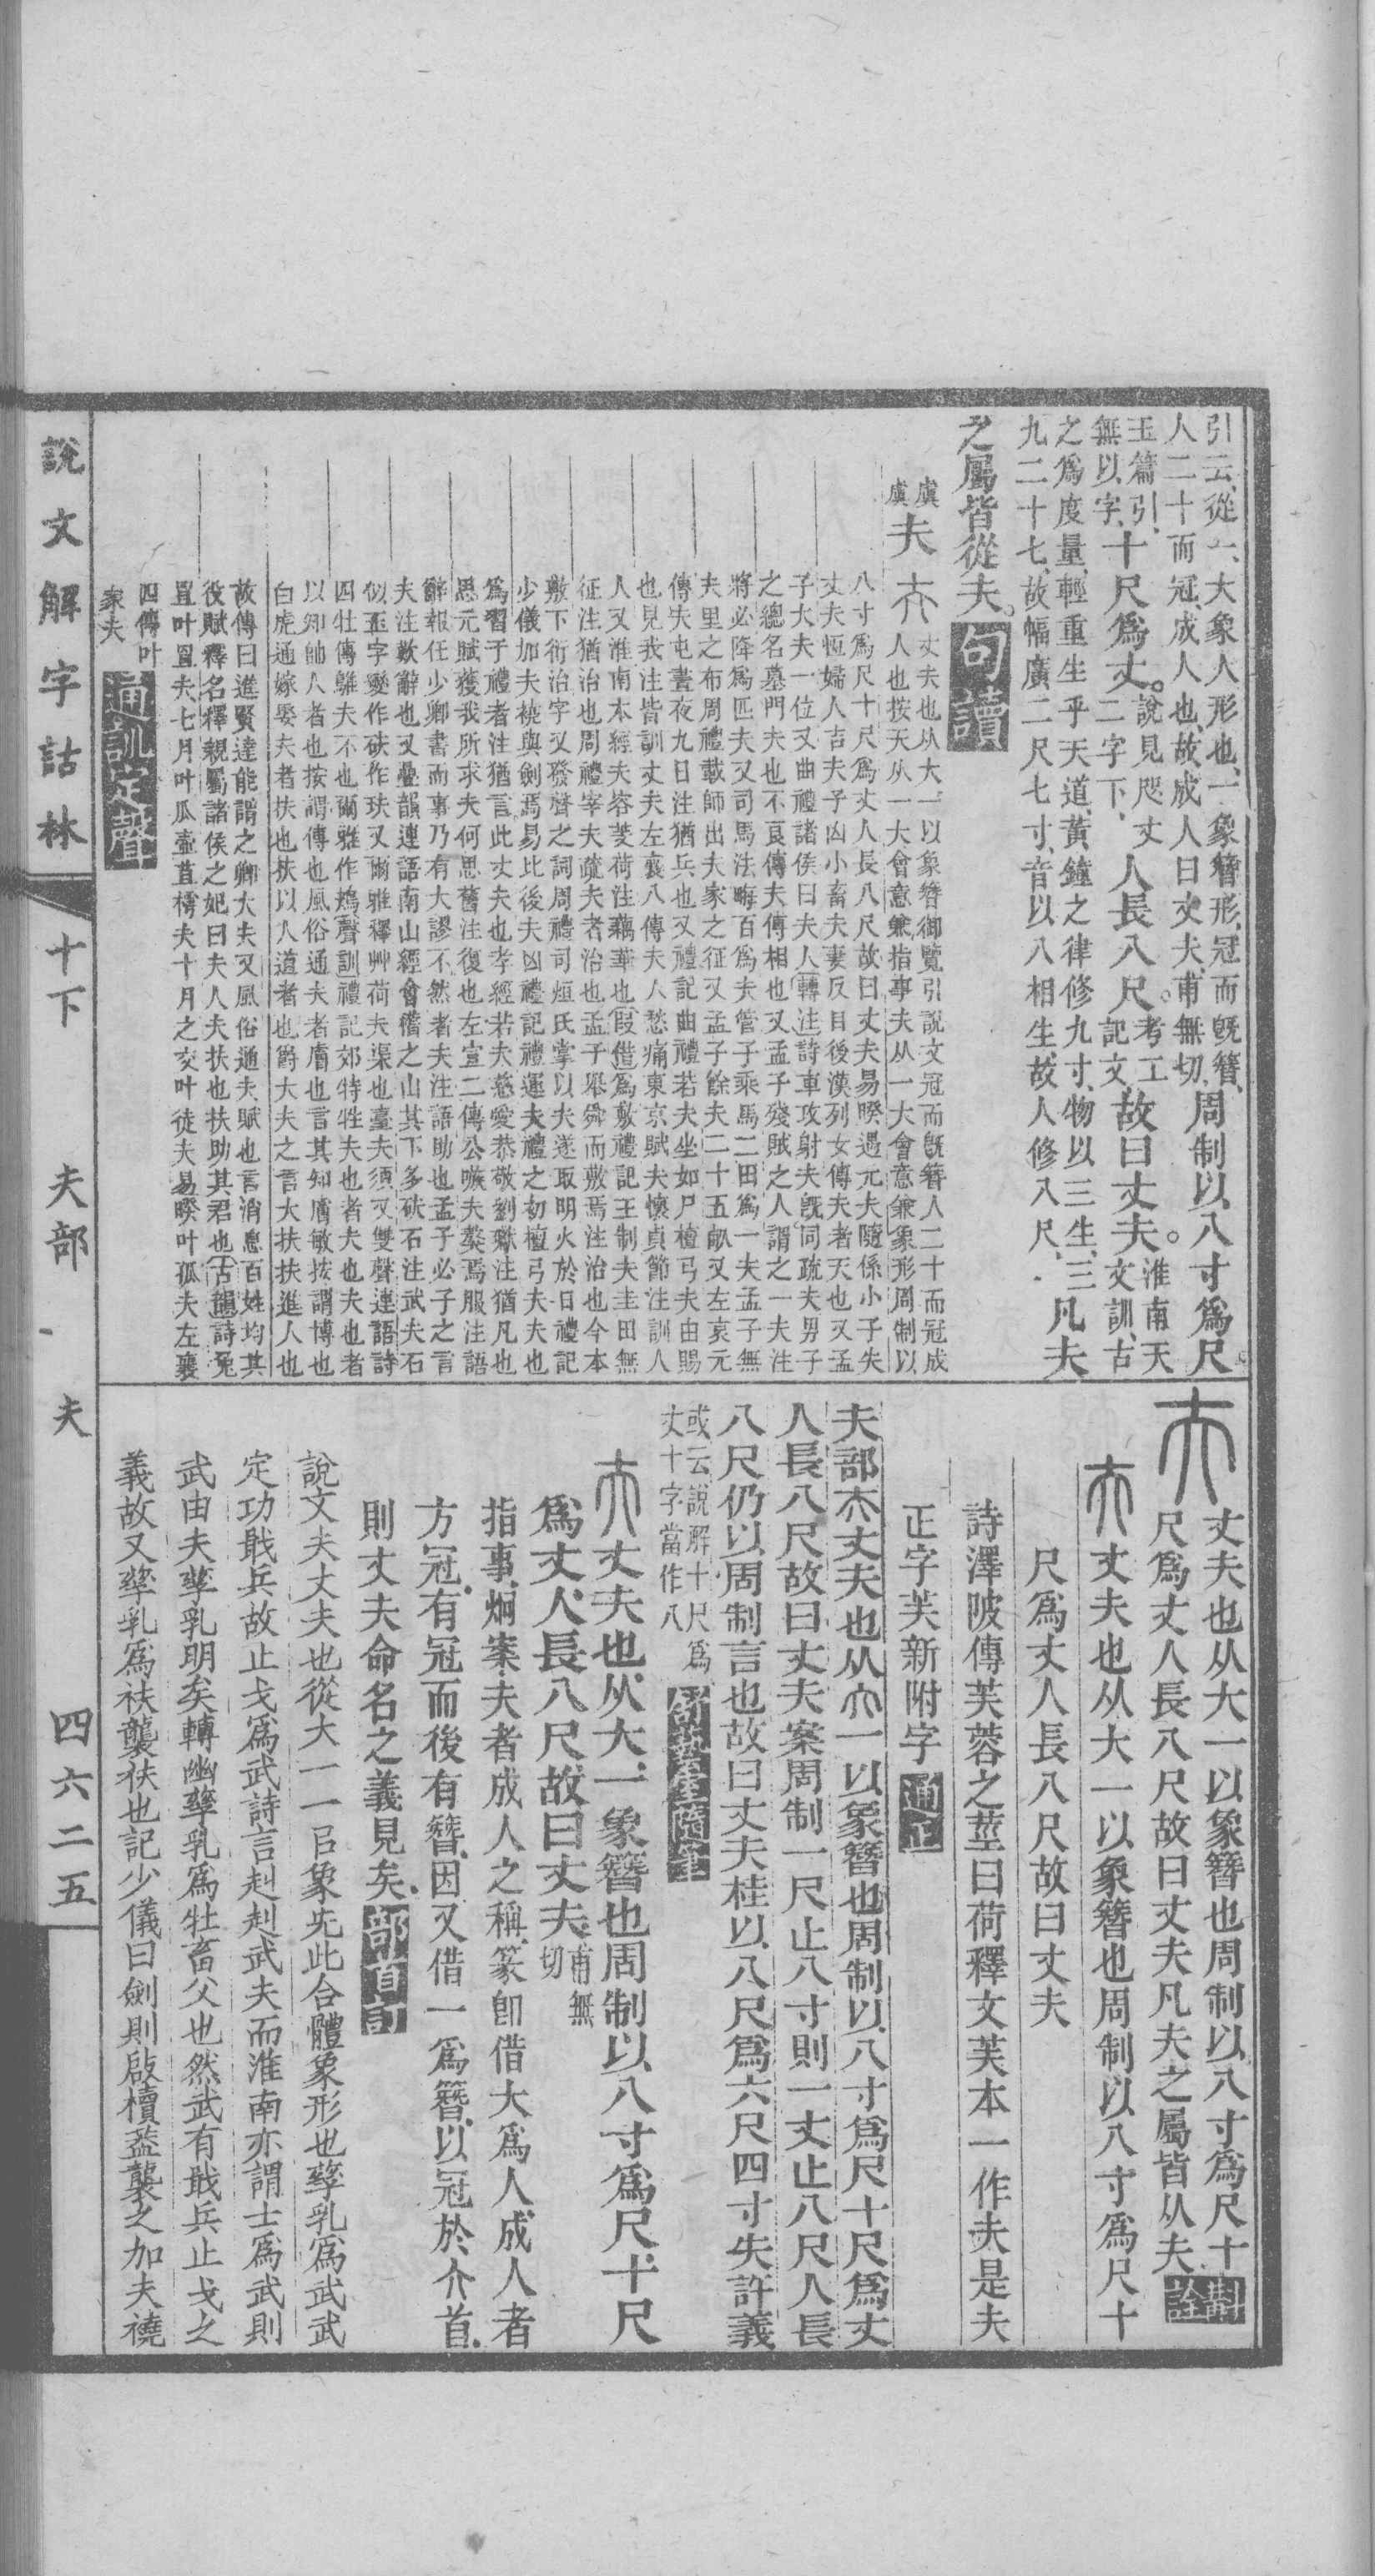 引云、從一、大象人形也、一象簪形、冠而既簪、
人二十而冠、成人也、故成人曰丈夫、甫無切、周制以八寸爲尺、
玉篇引、
無以字、十尺爲丈。說見咫丈
二字下、人長八尺。考工
記文、故曰丈夫。淮南天
文訓、古
之爲度量、輕重生乎天道、黃鐘之律修九寸、物以三生、三
九二十七、故幅廣二尺七寸、音以八相生、故人修八尺、凡夫
之屬皆從夫。句讀
虞
虞
夫
丈夫也从大一以象簪御覽引說文冠而旣簪人二十而冠成
人也按天从一大會意兼指事夫从一大會意兼象形周制以
八寸爲尺十尺爲丈人長八尺故曰丈夫易睽遇元夫隨係小子失
丈夫恆婦人吉夫子凶小畜夫妻反目後漢列女傳夫者天也又孟
子大夫一位又曲禮諸侯曰夫人轉注詩車攻射夫旣同疏夫男子
之總名墓門夫也不良傳夫傳相也又孟子殘賊之人謂之一夫注
將必降爲匹夫又司馬法晦百爲夫管子乘馬二田爲一夫孟子無
夫里之布周禮載師出夫家之征又孟子餘夫二十五畝又左哀元
傳夫屯晝夜九日注猶兵也又禮記曲禮若夫坐如尸檀弓夫由賜
也見我注皆訓丈夫左襄八傳夫人愁痛東京賦夫懷貞節注訓人
人又淮南本經夫容芰荷注藕華也假借爲敷禮記王制夫圭田無
征注猶治也周禮宰夫疏夫者治也孟子舉舜而敷焉注治也今本
敷下衍治字又發聲之詞周禮司烜氏掌以夫遂取明火於日禮記
少儀加夫橈與劍焉易比後夫凶禮記禮運夫禮之初檀弓夫夫也
爲習子禮者注猶言此丈夫也孝經若夫慈愛恭敬劉瓛注猶凡也
思元賦獲我所求夫何思舊注復也左宣二傳公嗾夫獒焉服注語
辭報任少卿書而事乃有大謬不然者夫注語助也孟子必子之言
夫注歎辭也又疊韻連語南山經會稽之山其下多砆石注武夫石
似玉字變作砆作玞又爾雅釋艸荷夫渠也臺夫須又雙聲連語詩
四牡傳鵻夫不也爾雅作鳺聲訓禮記郊特牲夫也者夫也夫也者
以知帥人者也按謂傅也風俗通夫者膚也言其知膚敏按謂博也
白虎通嫁娶夫者扶也扶以人道者也爵大夫之言大扶扶進人也
故傳曰進賢達能謂之卿大夫又風俗通夫賦也言消息百姓均其
役賦釋名釋親屬諸侯之妃曰夫人夫扶也扶助其君也古韻詩兔
罝叶罝夫七月叶瓜壷苴樗夫十月之交叶徒夫易睽叶孤夫左襄
四傳叶
家夫通訓定聲
丈夫也从大一以象簪也周制以八寸爲尺十
尺爲丈人長八尺故曰丈夫凡夫之屬皆从夫斠詮
丈夫也从大一以象簪也周制以八寸爲尺十
尺爲丈人長八尺故曰丈夫
詩澤陂傳芙蓉之莖曰荷釋文芙本一作夫是夫
正字芙新附字通正
夫部丈夫也从一以象簪也周制以八寸爲尺十尺爲丈
人長八尺故曰丈夫案周制一尺止八寸則一丈止八尺人長
八尺仍以周制言也故曰丈夫桂以八尺爲六尺四寸失許義
或云說解十尺爲
丈十字當作八舒蓺室隨筆
丈夫也从大、一象簪也周制以八寸爲尺、十尺
爲丈、人長八尺、故曰丈夫、甫無
切
指事、烱案、夫者成人之稱、篆卽借大爲人、成人者
方冠、有冠而後有簪、因又借一爲簪、以冠於介首、
則丈夫命名之義見矣、部首
說文夫丈夫也從大一一㠯象兂此合體象形也孳乳爲武武
定功戢兵故止戈爲武詩言赳赳武夫而淮南亦謂士爲武則
武由夫孳乳明矣轉幽孳乳爲牡畜父也然武有戢兵止戈之
義故又孳乳爲袚襲袚也記少儀曰劍則啟櫝蓋襲之加夫襓
說文解字詁林
十下
夫部
夫
四六二五